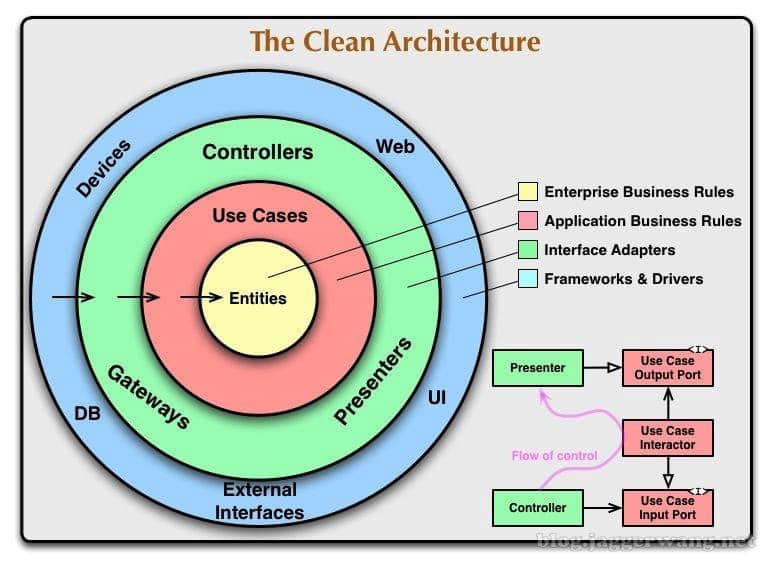 The Clean Architecture
Devices
Web
Controllers
Use Cases
Entities
Gateways
Presenters
DB
UI
External
Interfaces
Enterprise Business Rules
Application Business Rules
Interface Adapters
Frameworks & Drivers
Presenter
<I>
Use Case
Output Port
Flow of control
Use Case
Interactor
Controller
<I>
Use Case
Input Port
blog.jaggerwang.net